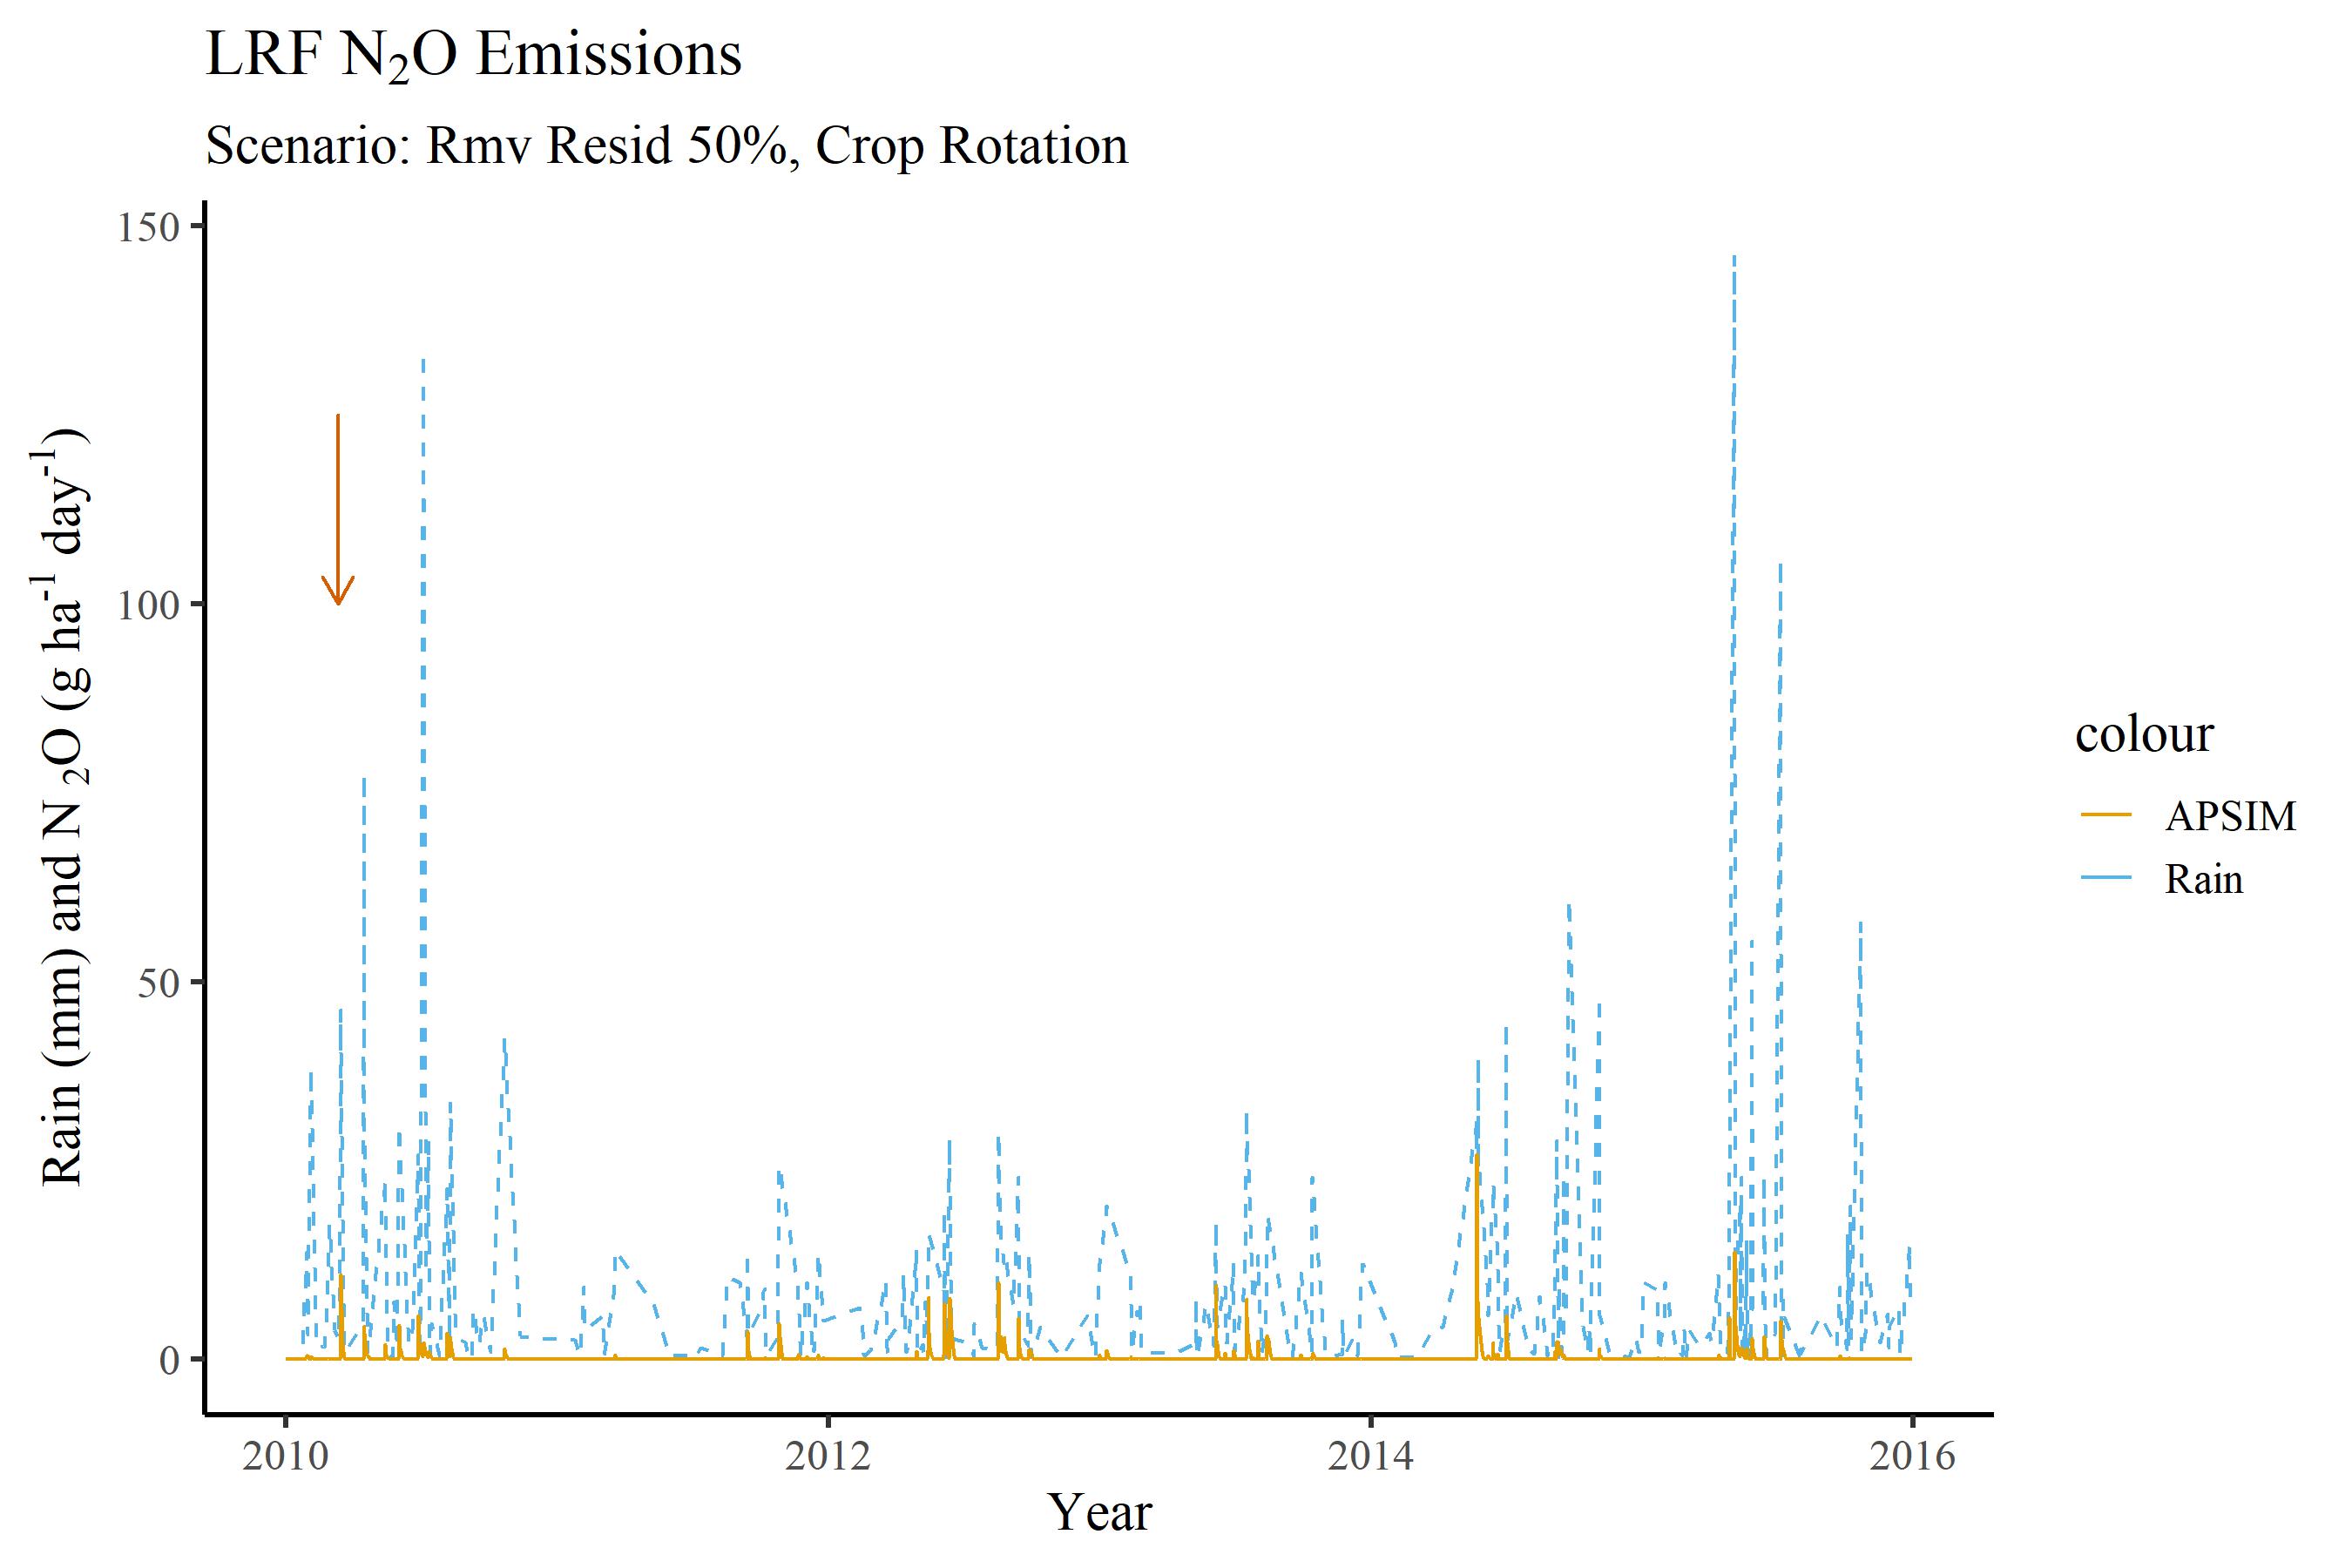 LRF N₂O Emissions
Scenario: Rmv Resid 50%, Crop Rotation
Rain (mm) and N ₂O (g ha⁻¹ day⁻¹)
150
100
50
0
2010
2012
2014
2016
Year
colour
APSIM
Rain